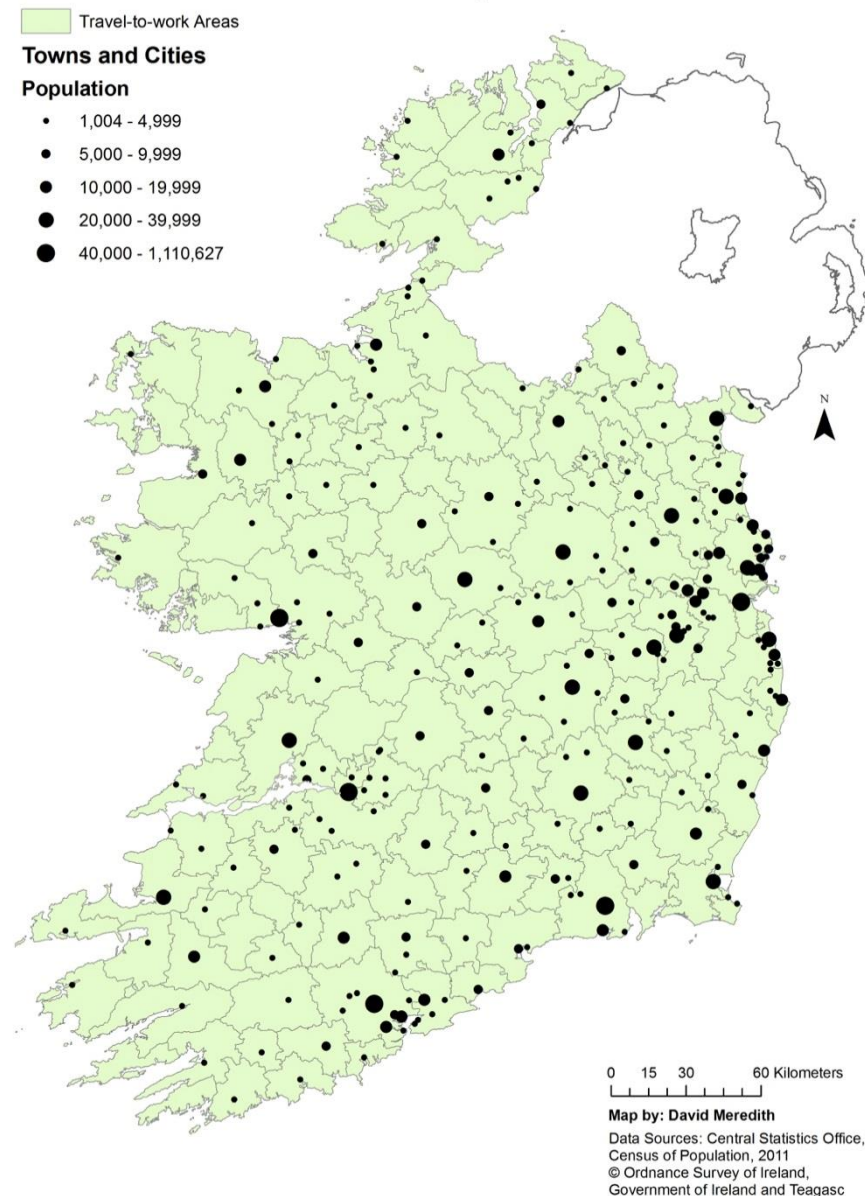 Travel-to-work Areas
Towns and Cities
Population
1,004 - 4,999
5,000 - 9,999
10,000 - 19,999
20,000 - 39,999
40,000 - 1,110,627
N
0 15 30 60 Kilometers
Map by: David Meredith
Data Sources: Central Statistics Office,
Census of Population, 2011
© Ordnance Survey of Ireland,
Government of Ireland and Teagasc